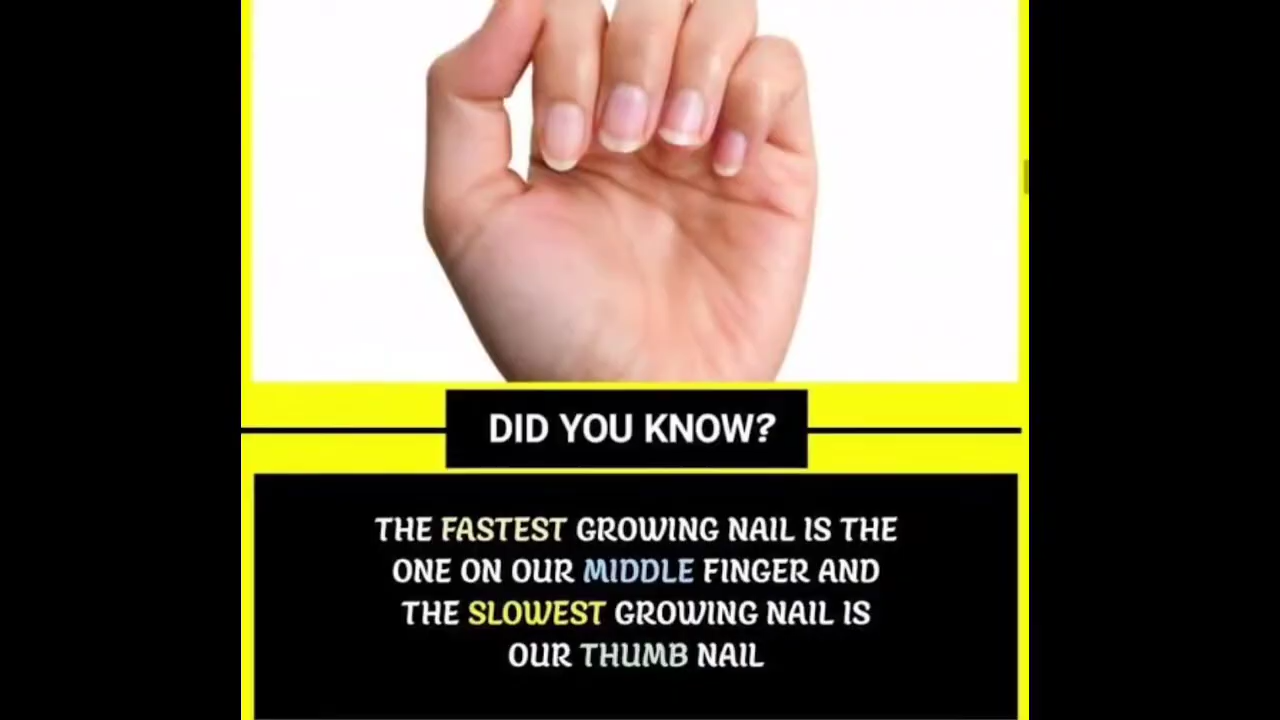 DID YOU KNOW?
THE FASTEST GROWING NAIL IS THE
ONE ON OUR MIDDLE FINGER AND
THE SLOWEST GROWING NAIL IS
OUR THUMB NAIL